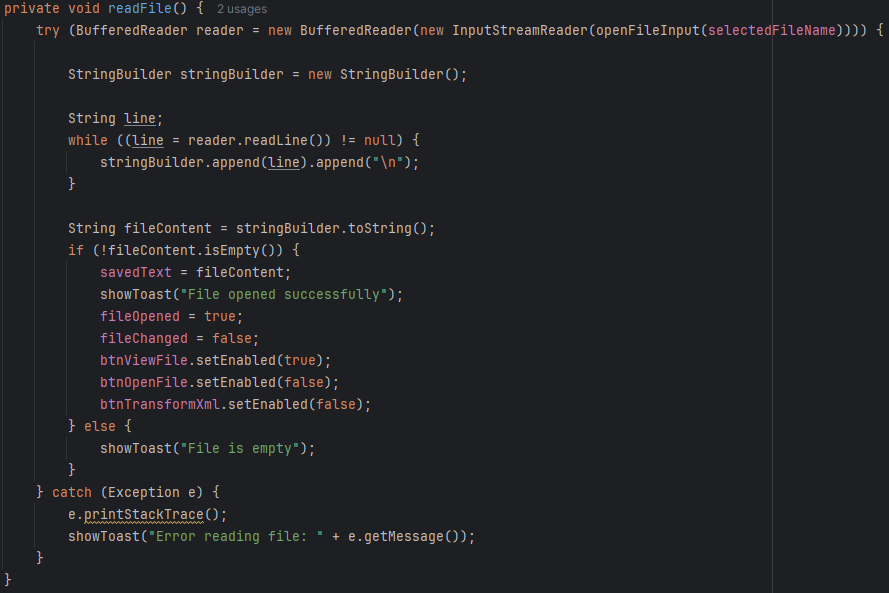 private void readFile() { 2 usages
    try (BufferedReader reader = new BufferedReader(new InputStreamReader(openFileInput(selectedFileName)))) {

        StringBuilder stringBuilder = new StringBuilder();

        String line;
        while ((line = reader.readLine()) != null) {
            stringBuilder.append(line).append("\n");
        }

        String fileContent = stringBuilder.toString();
        if (!fileContent.isEmpty()) {
            savedText = fileContent;
            showToast("File opened successfully");
            fileOpened = true;
            fileChanged = false;
            btnViewFile.setEnabled(true);
            btnOpenFile.setEnabled(false);
            btnTransformXml.setEnabled(false);
        } else {
            showToast("File is empty");
        }
    } catch (Exception e) {
        e.printStackTrace();
        showToast("Error reading file: " + e.getMessage());
    }
}